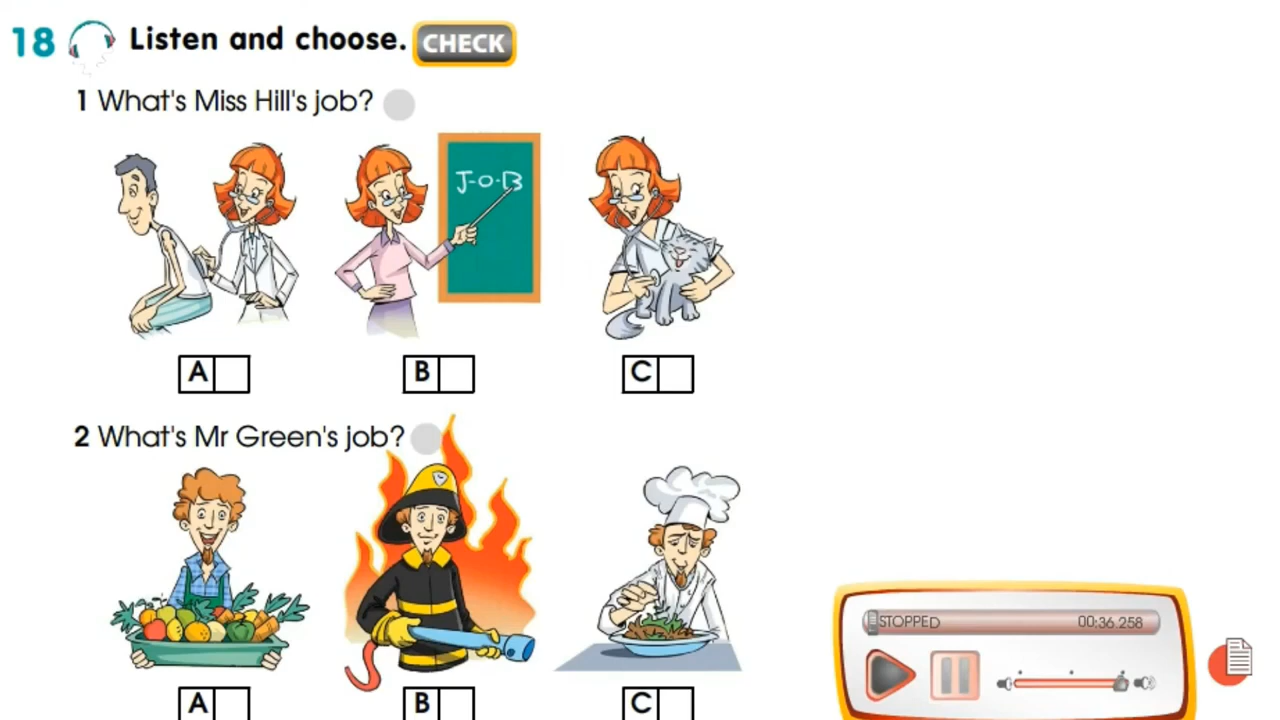 18 Listen and choose. CHECK
1 What's Miss Hill's job?
J-O-B
A B C
2 What's Mr Green's job?
A B C
STOPPED 00:36 258